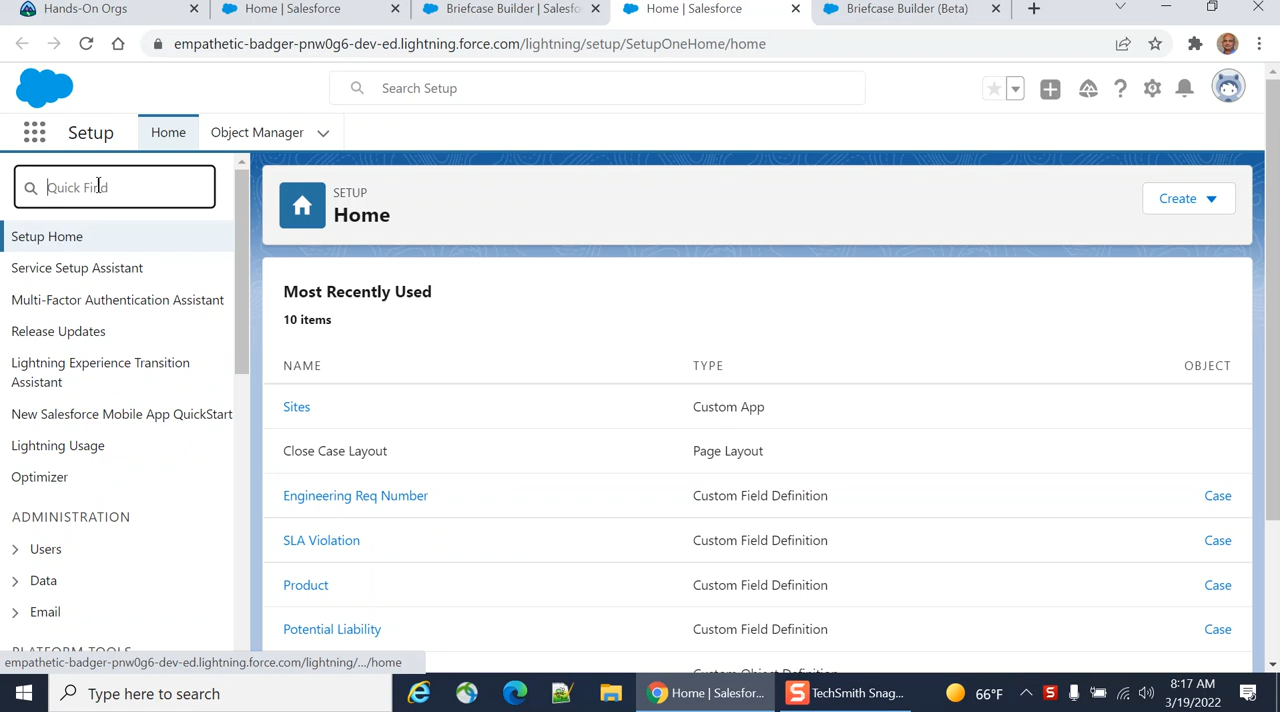 Hands-On Orgs
Home | Salesforce
Briefcase Builder | Salesfo
Home | Salesforce
Briefcase Builder (Beta)
empathetic-badger-pnw0g6-dev-ed.lightning.force.com/lightning/setup/SetupOneHome/home
Search Setup
Setup
Home
Object Manager
Quick Find
SETUP
Home
Create
Setup Home
Service Setup Assistant
Multi-Factor Authentication Assistant
Release Updates
Lightning Experience Transition
Assistant
New Salesforce Mobile App QuickStart
Lightning Usage
Optimizer
ADMINISTRATION
Users
Data
Email
PLATFORM TOOLS
Most Recently Used
10 items
NAME TYPE OBJECT
Sites Custom App
Close Case Layout Page Layout
Engineering Req Number Custom Field Definition Case
SLA Violation Custom Field Definition Case
Product Custom Field Definition Case
Potential Liability Custom Field Definition Case
Custom Object Definition
empathetic-badger-pnw0g6-dev-ed.lightning.force.com/lightning/.../home
Type here to search
Home | Salesfor...
TechSmith Snag...
66°F
8:17 AM
3/19/2022